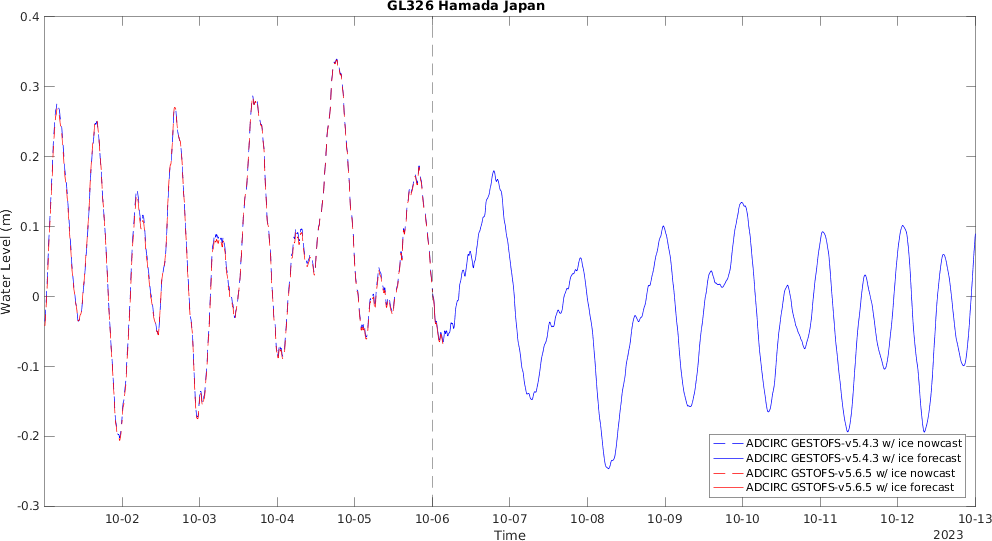 GL326 Hamada Japan
0.4
0.3
0.2
0.1
0
-0.1
-0.2
-0.3
Water Level (m)
10-02 10-03 10-04 10-05 10-06 10-07 10-08 10-09 10-10 10-11 10-12 10-13
Time
2023
ADCIRC GESTOFS-v5.4.3 w/ ice nowcast
ADCIRC GESTOFS-v5.4.3 w/ ice forecast
ADCIRC GSTOFS-v5.6.5 w/ ice nowcast
ADCIRC GSTOFS-v5.6.5 w/ ice forecast